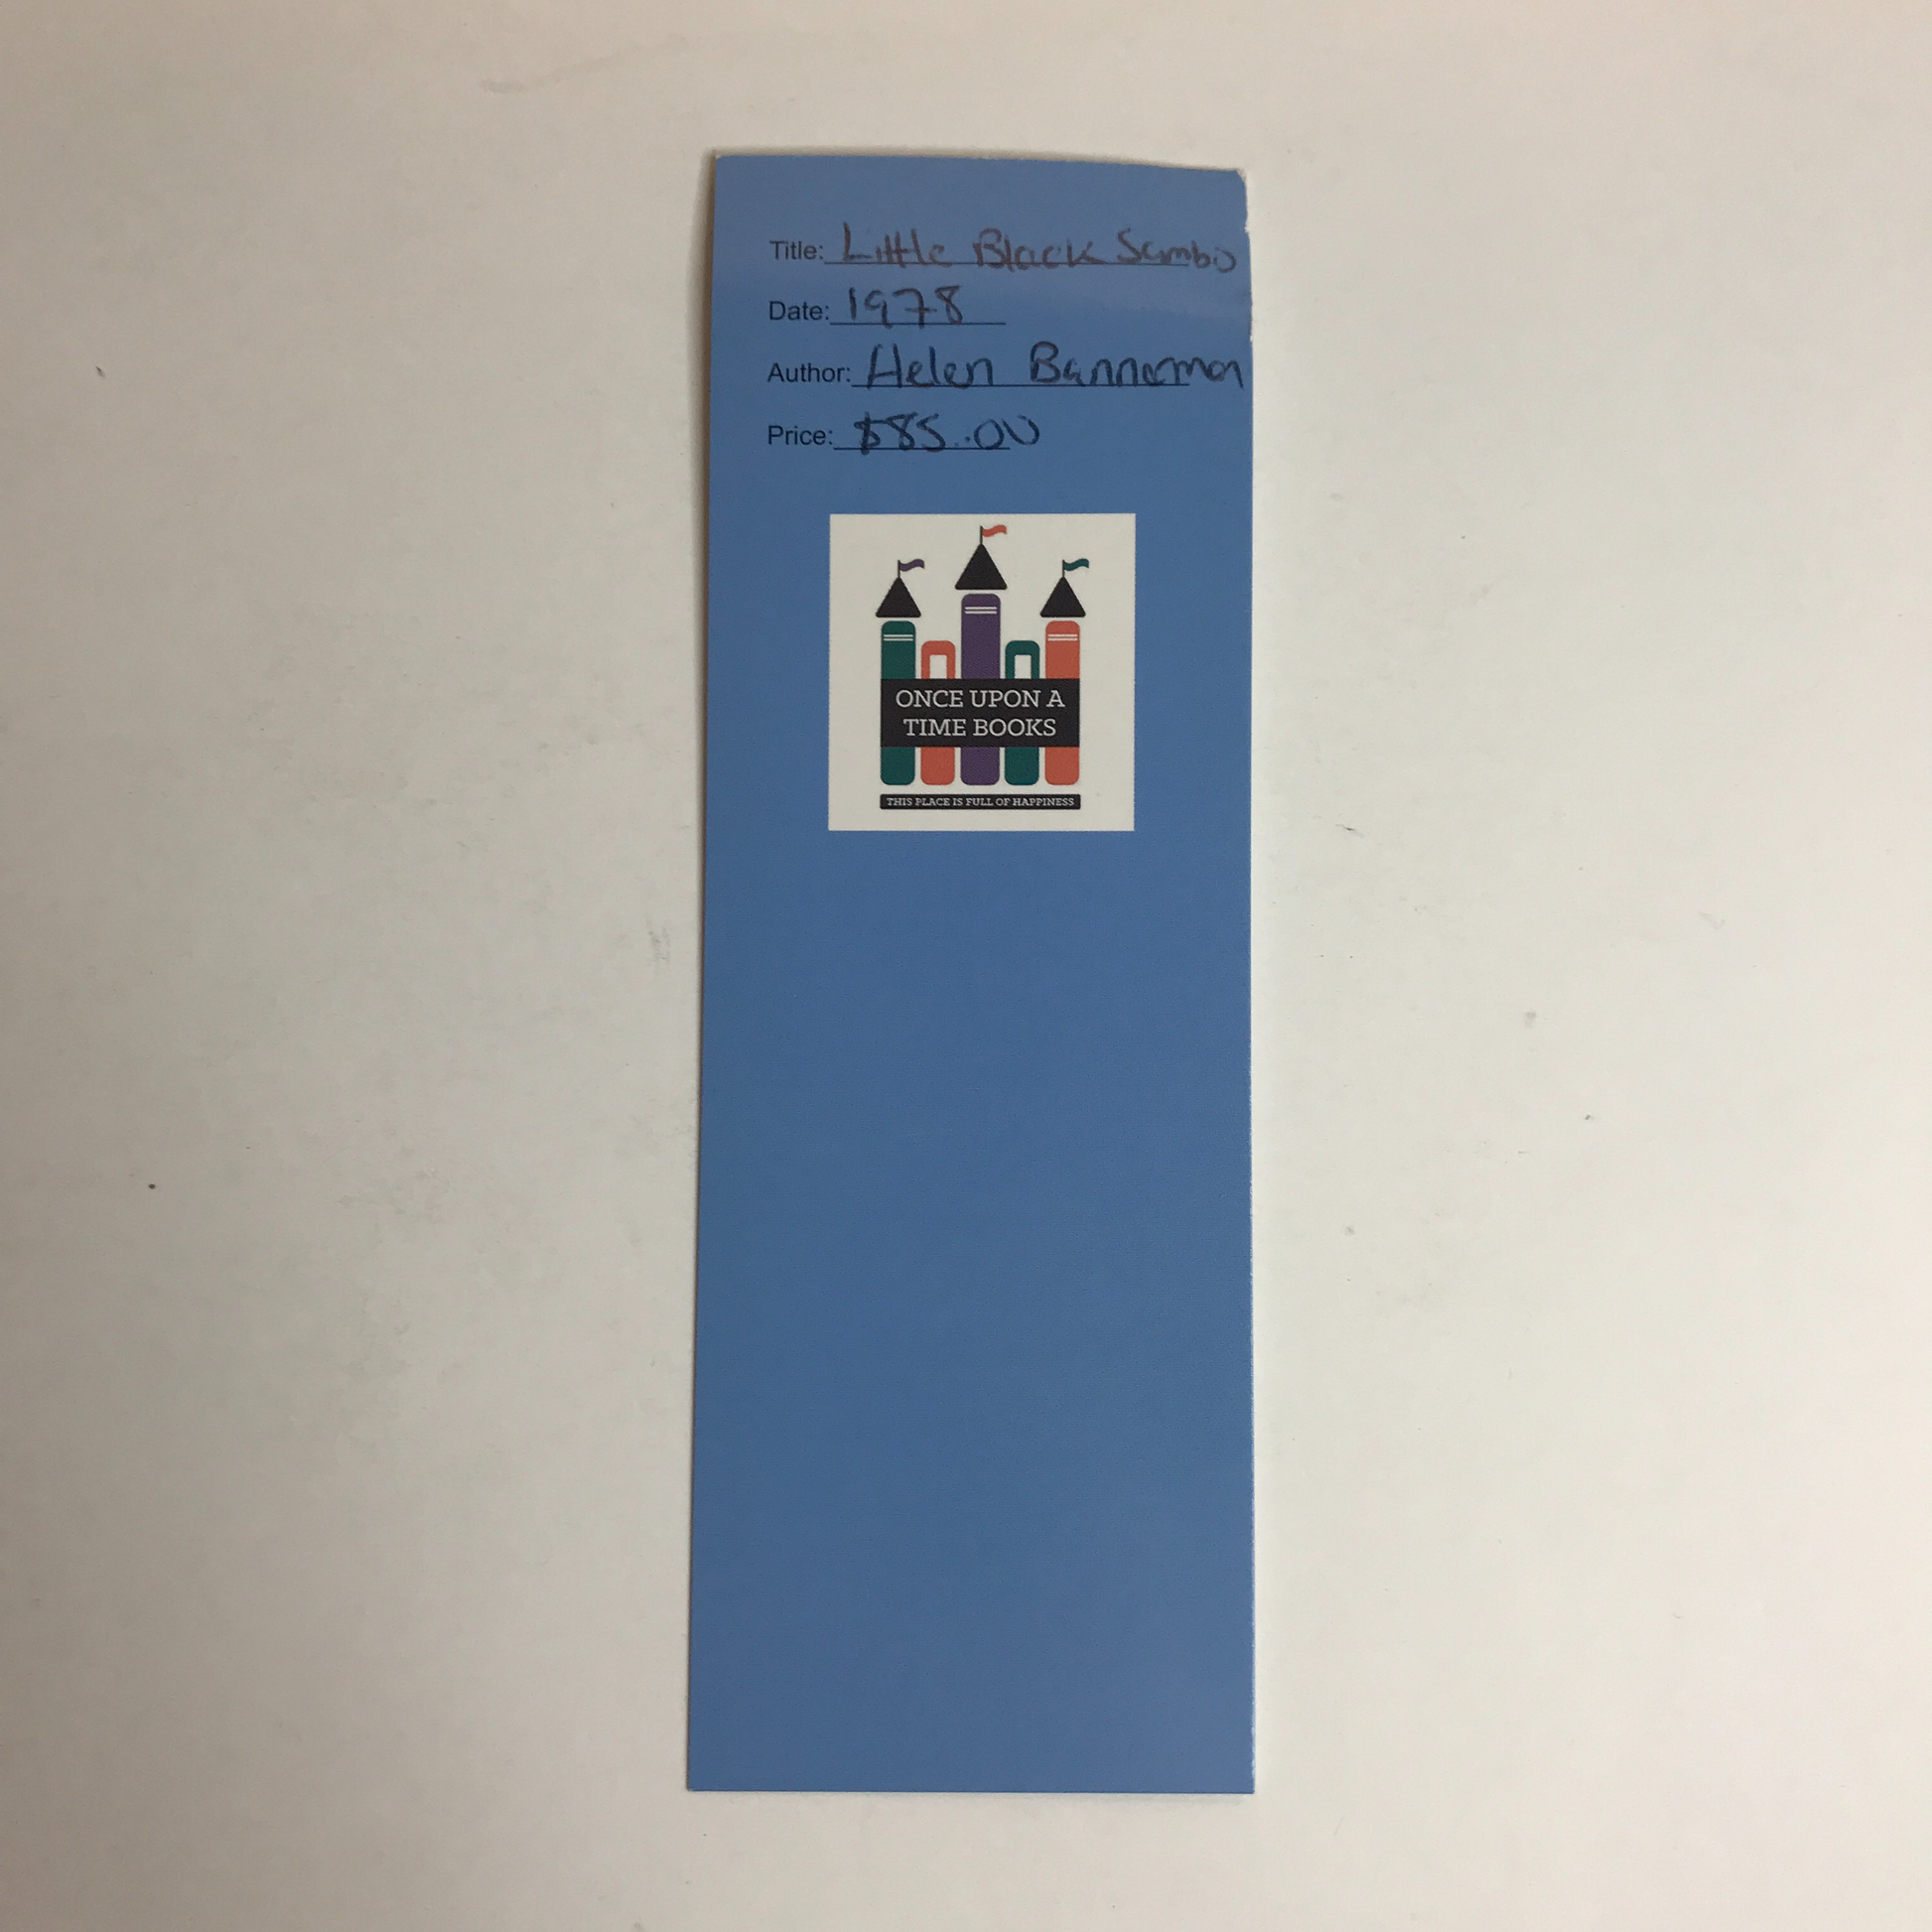 Title: Little Black Sambo
Date: 1978
Author: Helen Bannerman
Price: $85.00
ONCE UPON A
TIME BOOKS
THIS PLACE IS FULL OF HAPPINESS